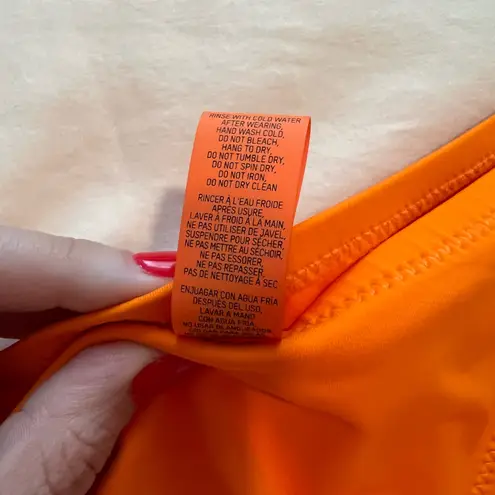 RINSE WITH COLD WATER
AFTER WEARING,
HAND WASH COLD,
DO NOT BLEACH,
HANG TO DRY,
DO NOT TUMBLE DRY,
DO NOT SPIN DRY,
DO NOT IRON,
DO NOT DRY CLEAN
RINCER À L'EAU FROIDE
APRÈS USURE,
LAVER À FROID À LA MAIN,
NE PAS UTILISER DE JAVEL,
SUSPENDRE POUR SÉCHER,
NE PAS METTRE AU SÉCHOIR,
NE PAS ESSORER,
NE PAS REPASSER,
PAS DE NETTOYAGE À SEC
ENJUAGAR CON AGUA FRÍA
DESPUÉS DEL USO,
LAVAR A MANO
CON AGUA FRÍA,
NO USAR